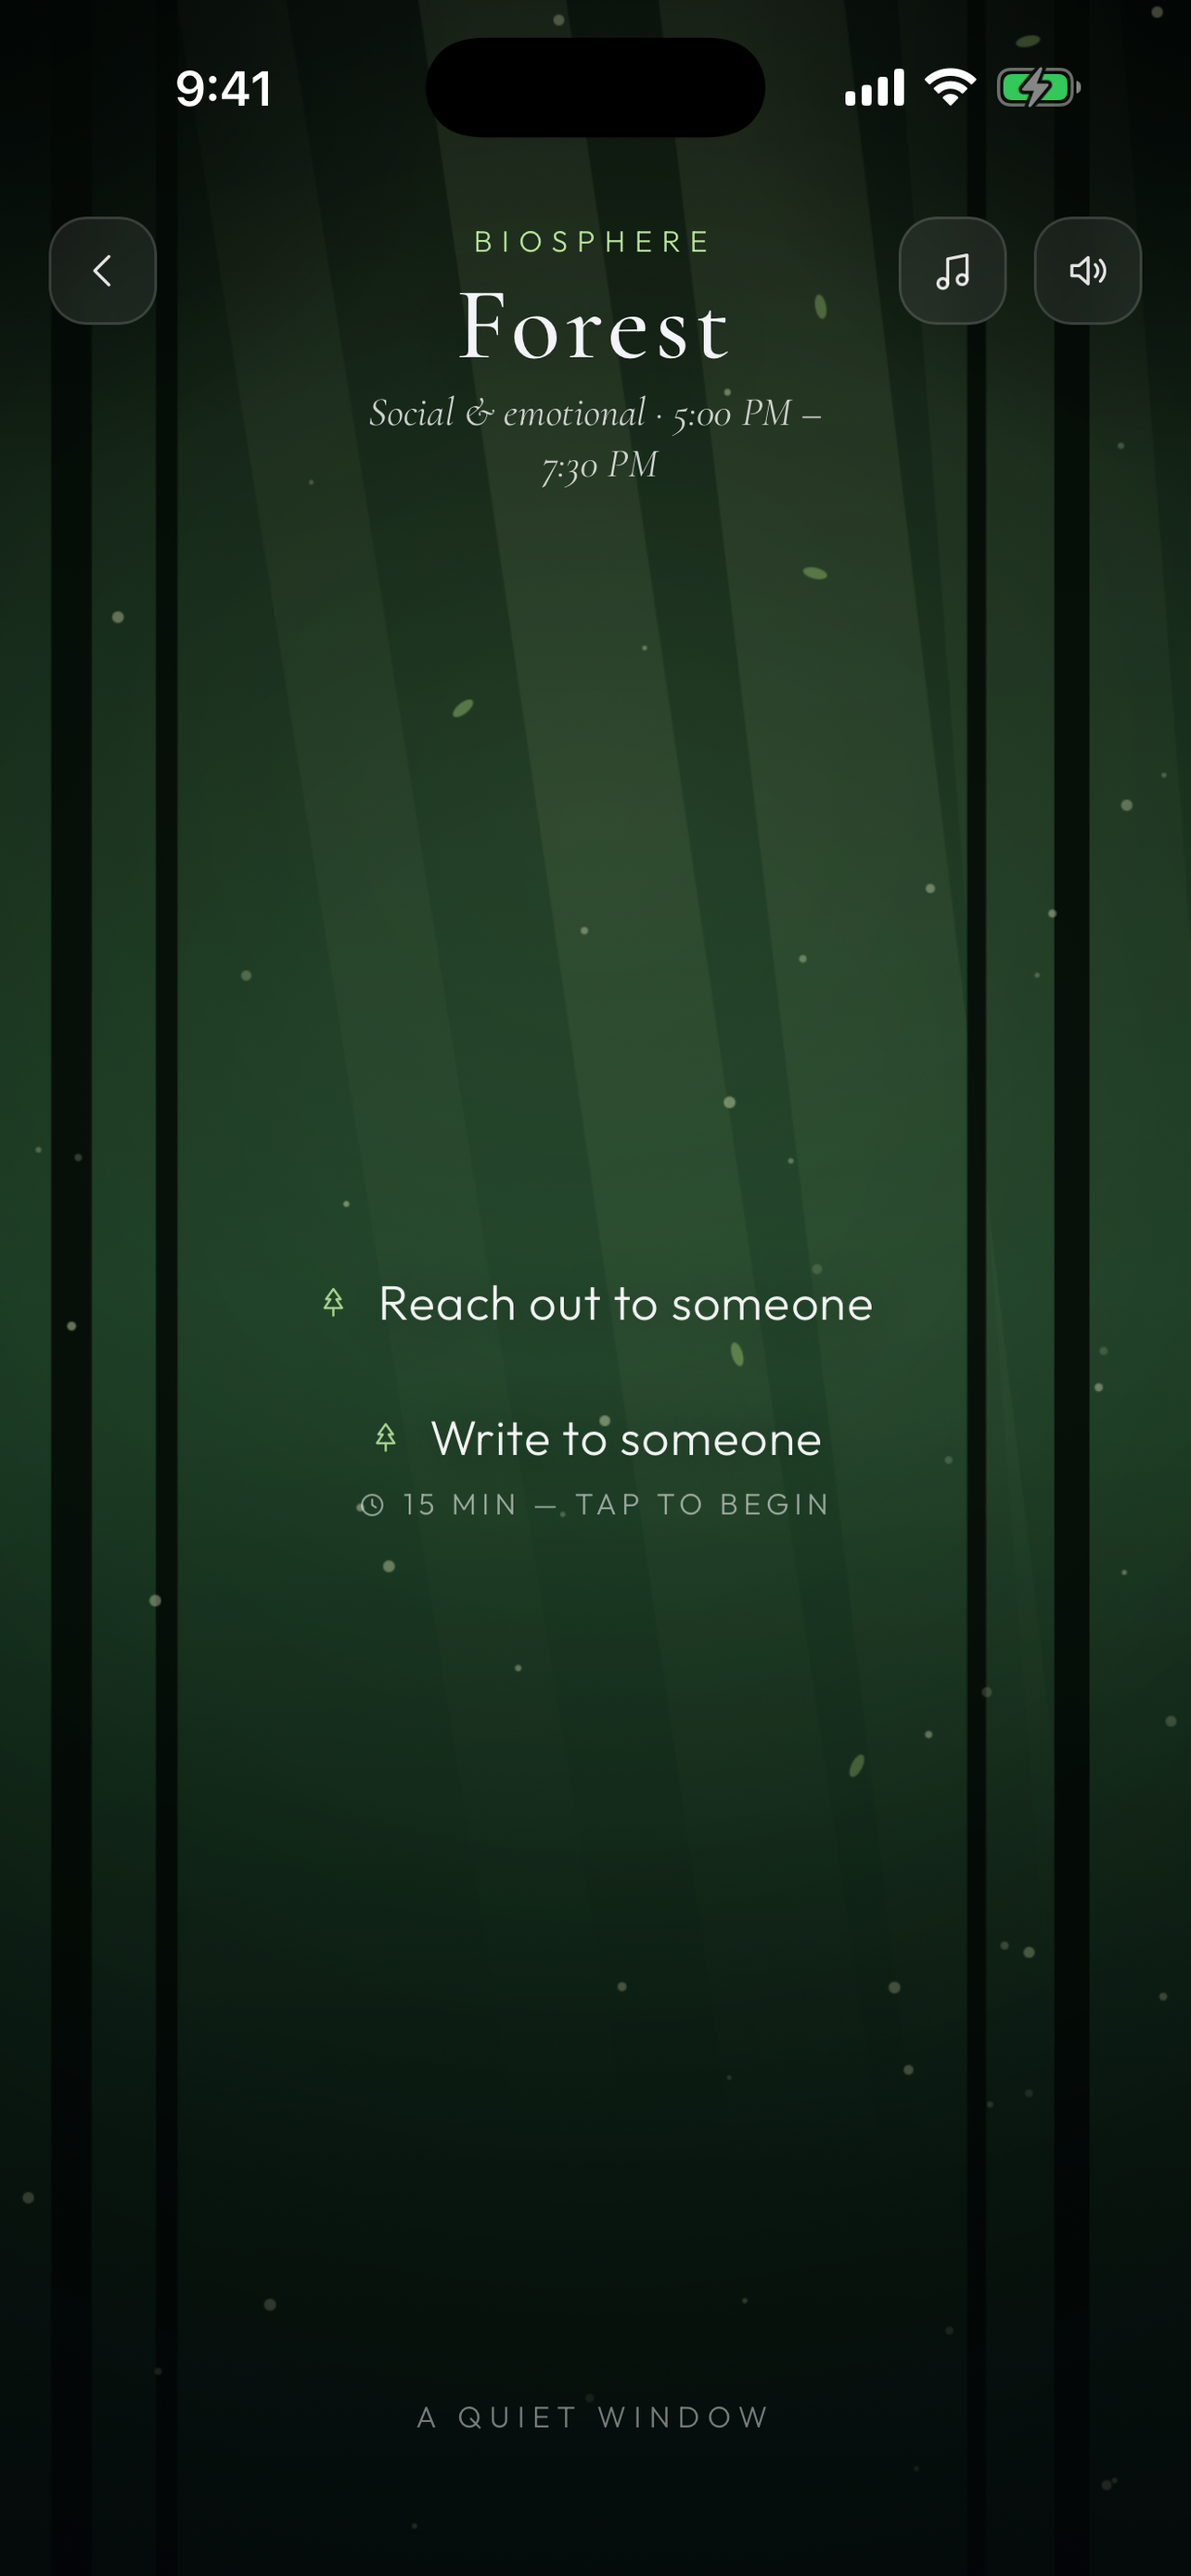 9:41
BIOSPHERE
Forest
Social & emotional · 5:00 PM –
7:30 PM
Reach out to someone
Write to someone
15 MIN — TAP TO BEGIN
A QUIET WINDOW